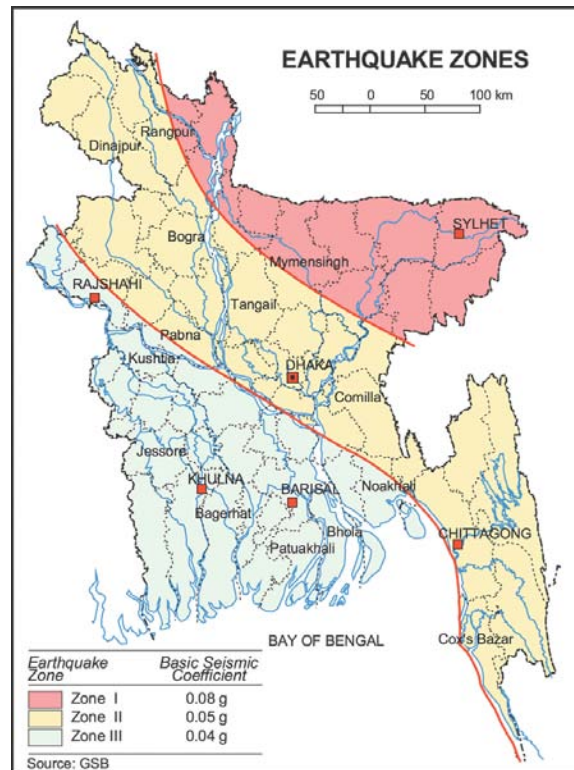 EARTHQUAKE ZONES
50 0 50 100 km
Rangpur
Dinajpur
SYLHET
Bogra
Mymensingh
RAJSHAHI
Tangail
Pabna
Kushtia
DHAKA
Comilla
Jessore
KHULNA
BARISAL
Noakhali
Bagerhat
Bhola
CHITTAGONG
Patuakhali
BAY OF BENGAL
Cox's Bazar
Earthquake Zone
Basic Seismic Coefficient
Zone I 0.08 g
Zone II 0.05 g
Zone III 0.04 g
Source: GSB